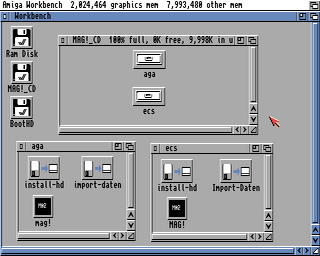 Amiga Workbench  2,024,464 graphics mem  7,993,480 other mem
Workbench
Ram Disk
MAG!_CD
BootHD
MAG!_CD  100% full, 0K free, 9,998K in u
aga
ecs
aga
install-hd
import-daten
mag!
ecs
install-hd
Import-Daten
MAG!